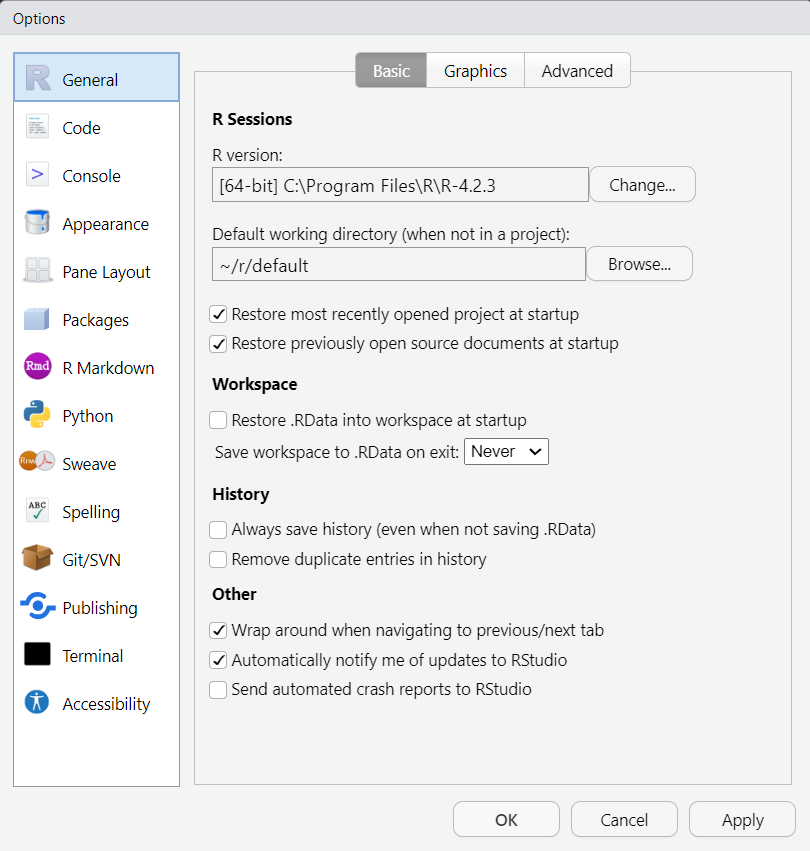 Options
General
Code
Console
Appearance
Pane Layout
Packages
Rmd
R Markdown
Python
Rnw
Sweave
ABC
Spelling
Git/SVN
Publishing
Terminal
Accessibility
Basic
Graphics
Advanced
R Sessions
R version:
[64-bit] C:\Program Files\R\R-4.2.3
Change...
Default working directory (when not in a project):
~/r/default
Browse...
Restore most recently opened project at startup
Restore previously open source documents at startup
Workspace
Restore .RData into workspace at startup
Save workspace to .RData on exit: Never
History
Always save history (even when not saving .RData)
Remove duplicate entries in history
Other
Wrap around when navigating to previous/next tab
Automatically notify me of updates to RStudio
Send automated crash reports to RStudio
OK
Cancel
Apply